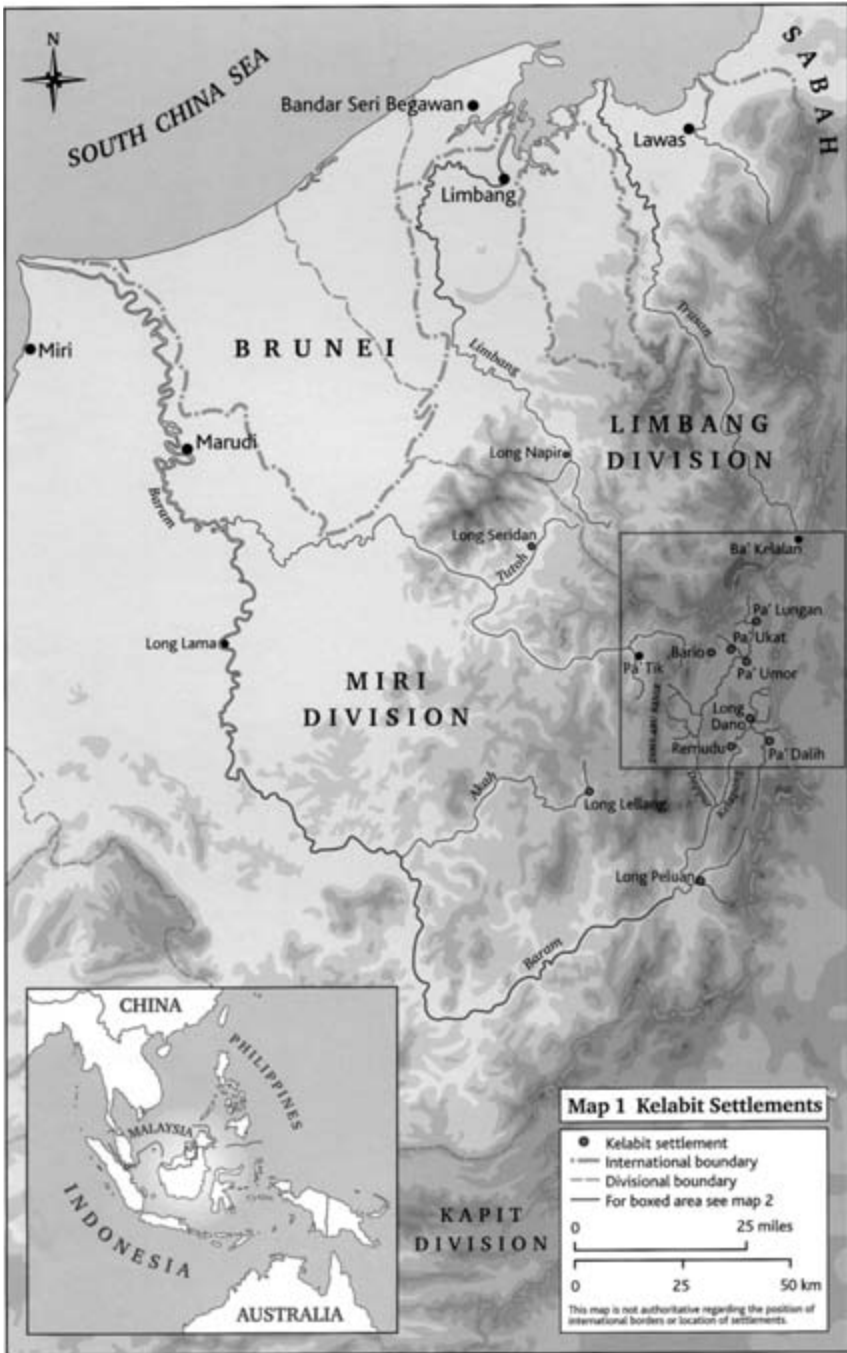 N
SOUTH CHINA SEA
SABAH
Bandar Seri Begawan
Lawas
Limbang
BRUNEI
Miri
Limbang
Trusan
LIMBANG
DIVISION
Marudi
Long Napir
Baram
Long Seridan
Tutoh
Ba' Kelalan
Pa' Lungan
Pa' Ukat
Bario
Pa' Tik
Pa' Umor
Long Lama
MIRI
DIVISION
Long
Dano
Remudu
Pa' Dalih
Akah
Long Lellang
Long Peluan
Baram
CHINA
PHILIPPINES
MALAYSIA
INDONESIA
AUSTRALIA
KAPIT
DIVISION
Map 1 Kelabit Settlements
Kelabit settlement
International boundary
Divisional boundary
For boxed area see map 2
0 25 miles
0 25 50 km
This map is not authoritative regarding the position of
international borders or location of settlements.